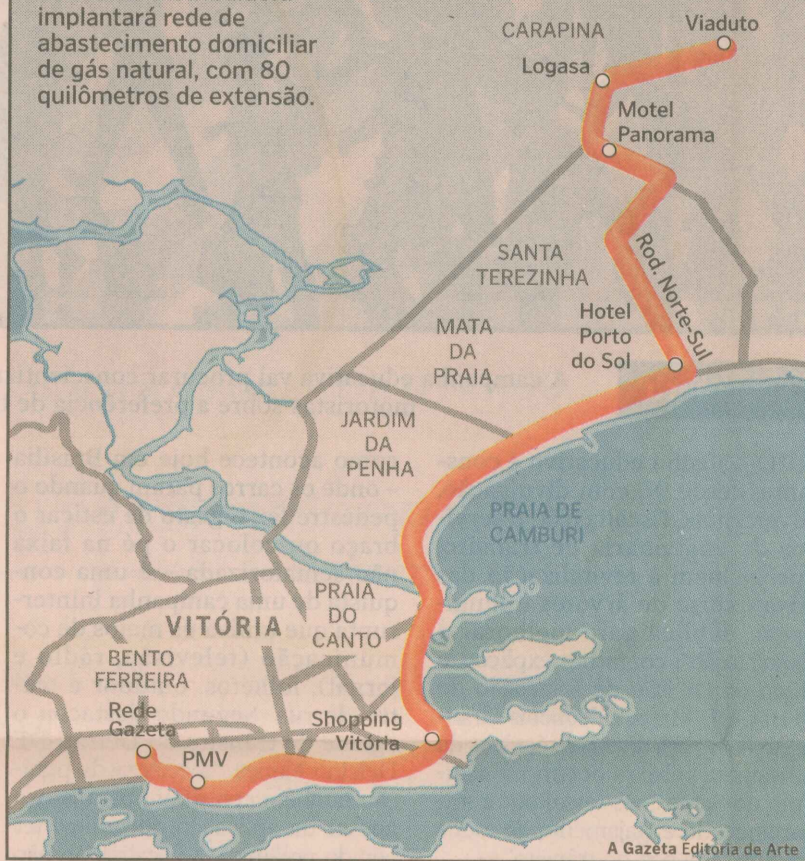 implantará rede de
abastecimento domiciliar
de gás natural, com 80
quilômetros de extensão.
CARAPINA
Viaduto
Logasa
Motel
Panorama
SANTA
TEREZINHA
Rod. Norte-Sul
MATA
DA
PRAIA
Hotel
Porto
do Sol
JARDIM
DA
PENHA
PRAIA DE
CAMBURI
PRAIA
DO
CANTO
VITÓRIA
BENTO
FERREIRA
Rede
Gazeta
PMV
Shopping
Vitória
A Gazeta Editoria de Arte